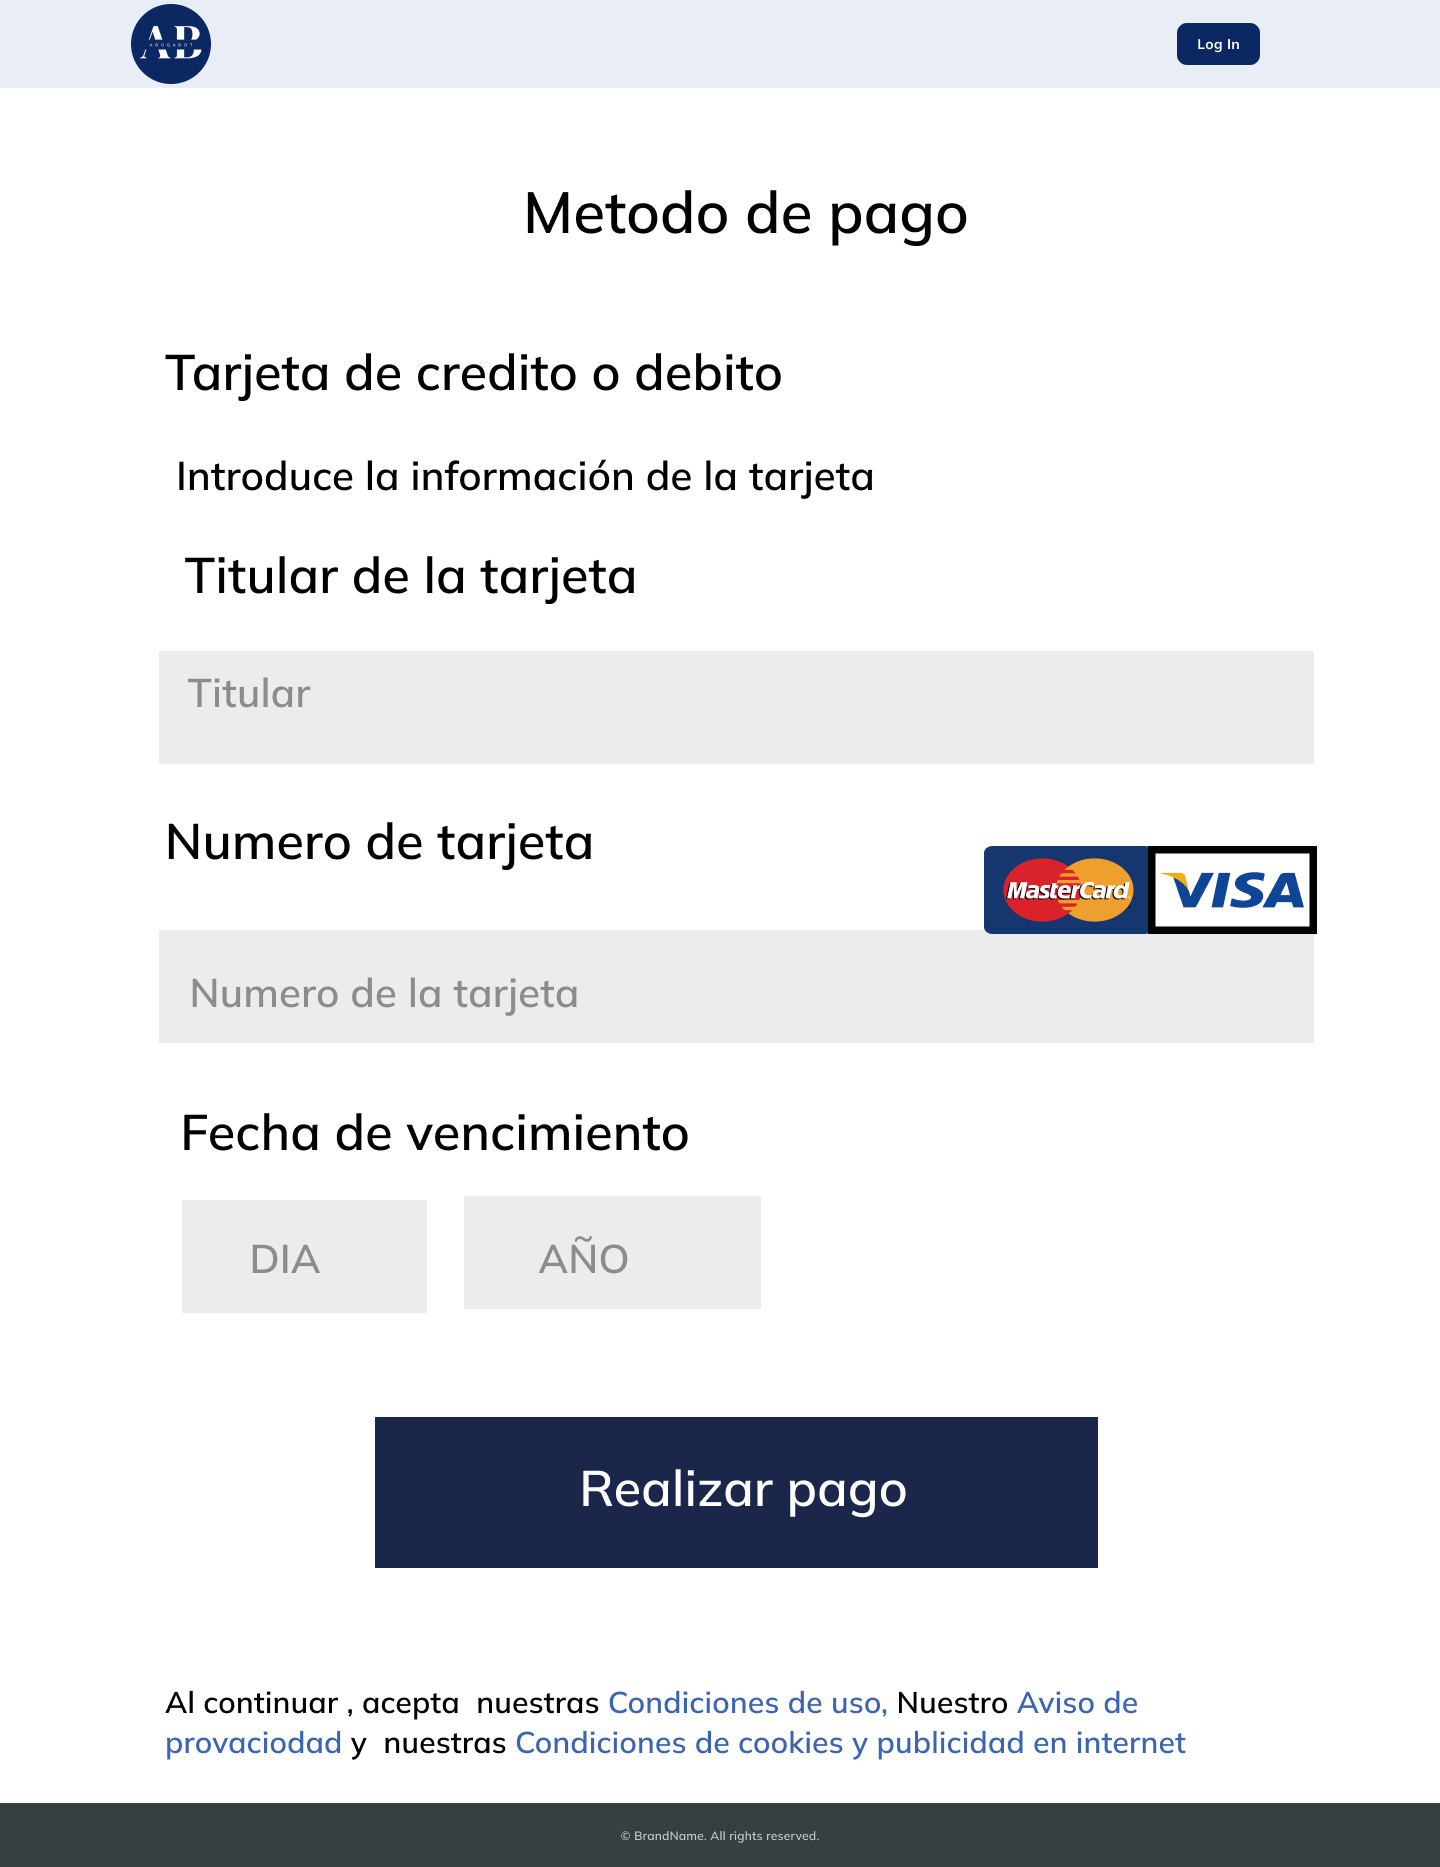 AB
ABOGABOT
Log In
Metodo de pago
Tarjeta de credito o debito
Introduce la información de la tarjeta
Titular de la tarjeta
Titular
Numero de tarjeta
MasterCard VISA
Numero de la tarjeta
Fecha de vencimiento
DIA AÑO
Realizar pago
Al continuar , acepta  nuestras Condiciones de uso, Nuestro Aviso de
provaciodad y  nuestras Condiciones de cookies y publicidad en internet
© BrandName. All rights reserved.